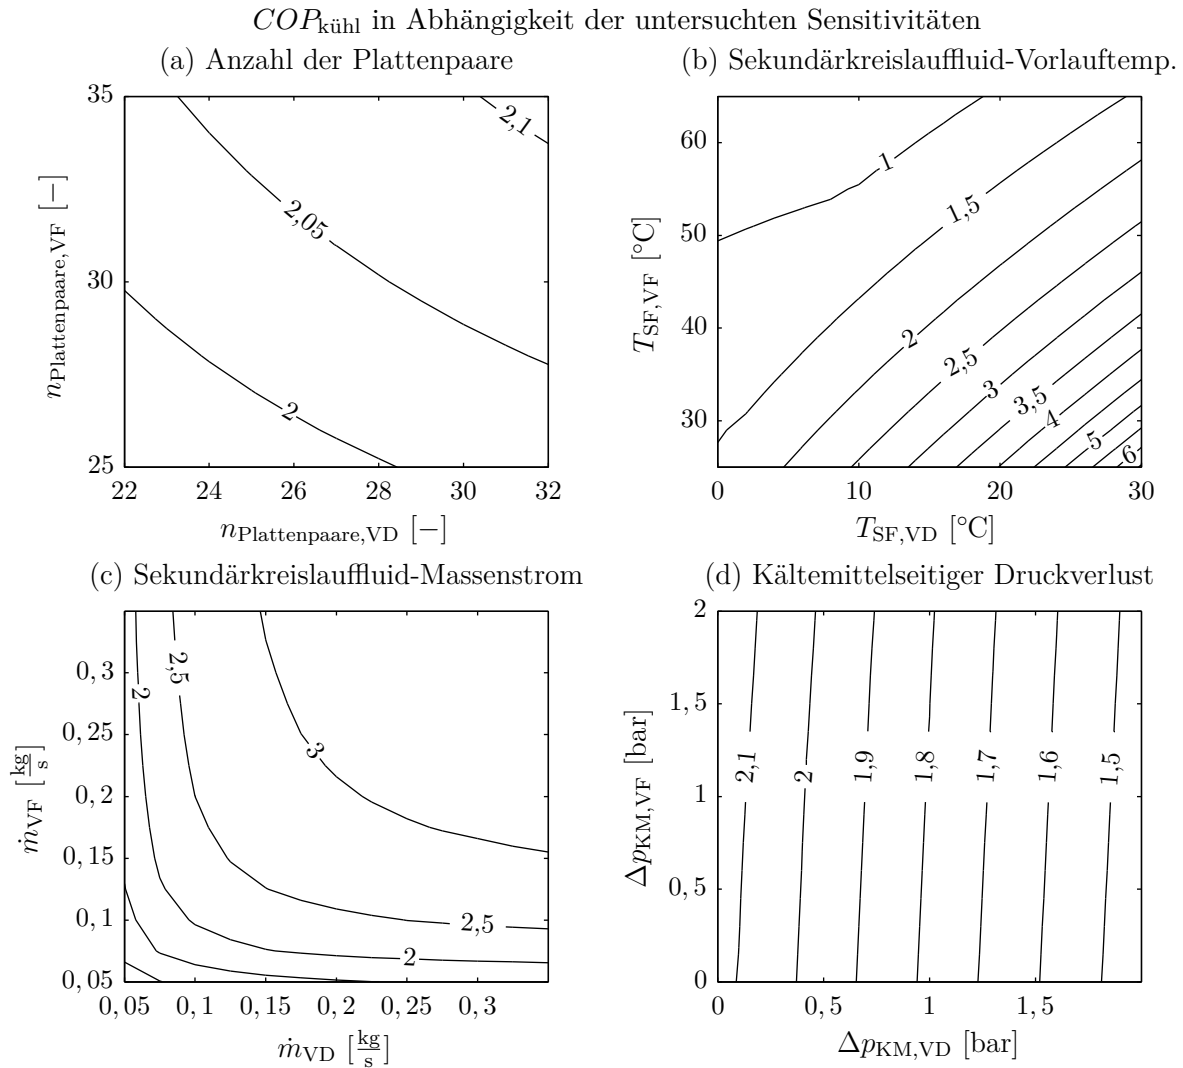 COP_kühl in Abhängigkeit der untersuchten Sensitivitäten
(a) Anzahl der Plattenpaare
35
30
25
22 24 26 28 30 32
n_Plattenpaare,VF [−]
n_Plattenpaare,VD [−]
2,1
2,05
2
(b) Sekundärkreislauffluid-Vorlauftemp.
60
50
40
30
0 10 20 30
T_SF,VF [°C]
T_SF,VD [°C]
1
1,5
2
2,5
3
3,5
4
5
6
(c) Sekundärkreislauffluid-Massenstrom
0,3
0,25
0,2
0,15
0,1
0,05
0,05 0,1 0,15 0,2 0,25 0,3
ṁ_VF [kg/s]
ṁ_VD [kg/s]
2
2,5
3
2,5
2
(d) Kältemittelseitiger Druckverlust
2
1,5
1
0,5
0
0 0,5 1 1,5
Δp_KM,VF [bar]
Δp_KM,VD [bar]
2,1 2 1,9 1,8 1,7 1,6 1,5